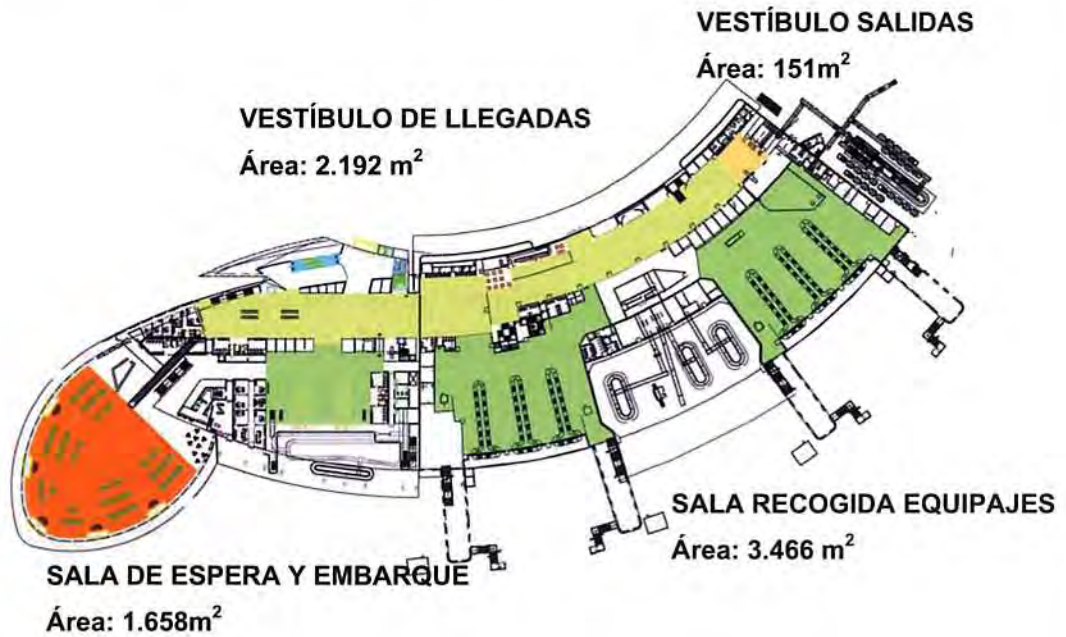 VESTÍBULO SALIDAS
Área: 151m²
VESTÍBULO DE LLEGADAS
Área: 2.192 m²
SALA RECOGIDA EQUIPAJES
Área: 3.466 m²
SALA DE ESPERA Y EMBARQUE
Área: 1.658m²